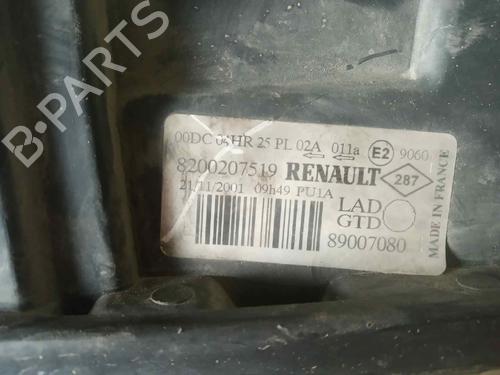 B-PARTS
00DC 04HR 25 PL 02A 011a E2 9060
8200207519 RENAULT 287
21/11/2001 09h49 PU1A
LAD
GTD
89007080
MADE IN FRANCE